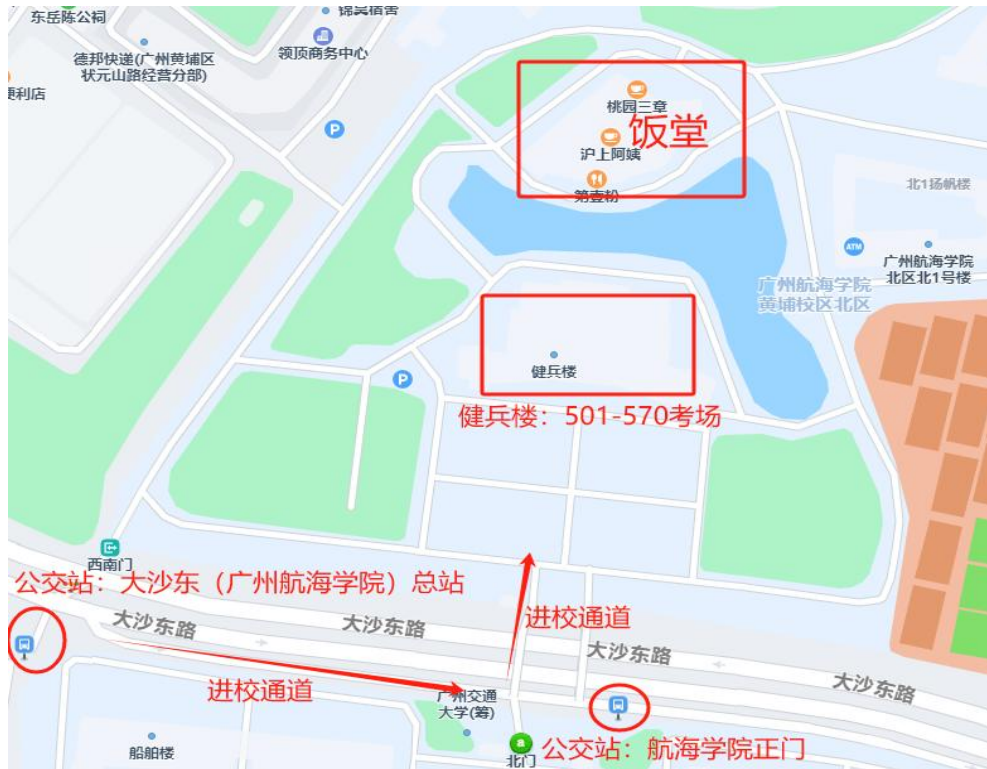 东岳陈公祠
锦昊宿舍
德邦快递(广州黄埔区
状元山路经营分部)
领顶商务中心
便利店
P
桃园三章
饭堂
沪上阿姨
第壹粉
北1扬帆楼
ATM
广州航海学院
北区北1号楼
广州航海学院
黄埔校区北区
健兵楼
P
健兵楼：501-570考场
西南门
公交站：大沙东（广州航海学院）总站
大沙东路
大沙东路
进校通道
大沙东路
大沙东路
进校通道
广州交通
大学(筹)
船舶楼
北门
公交站：航海学院正门